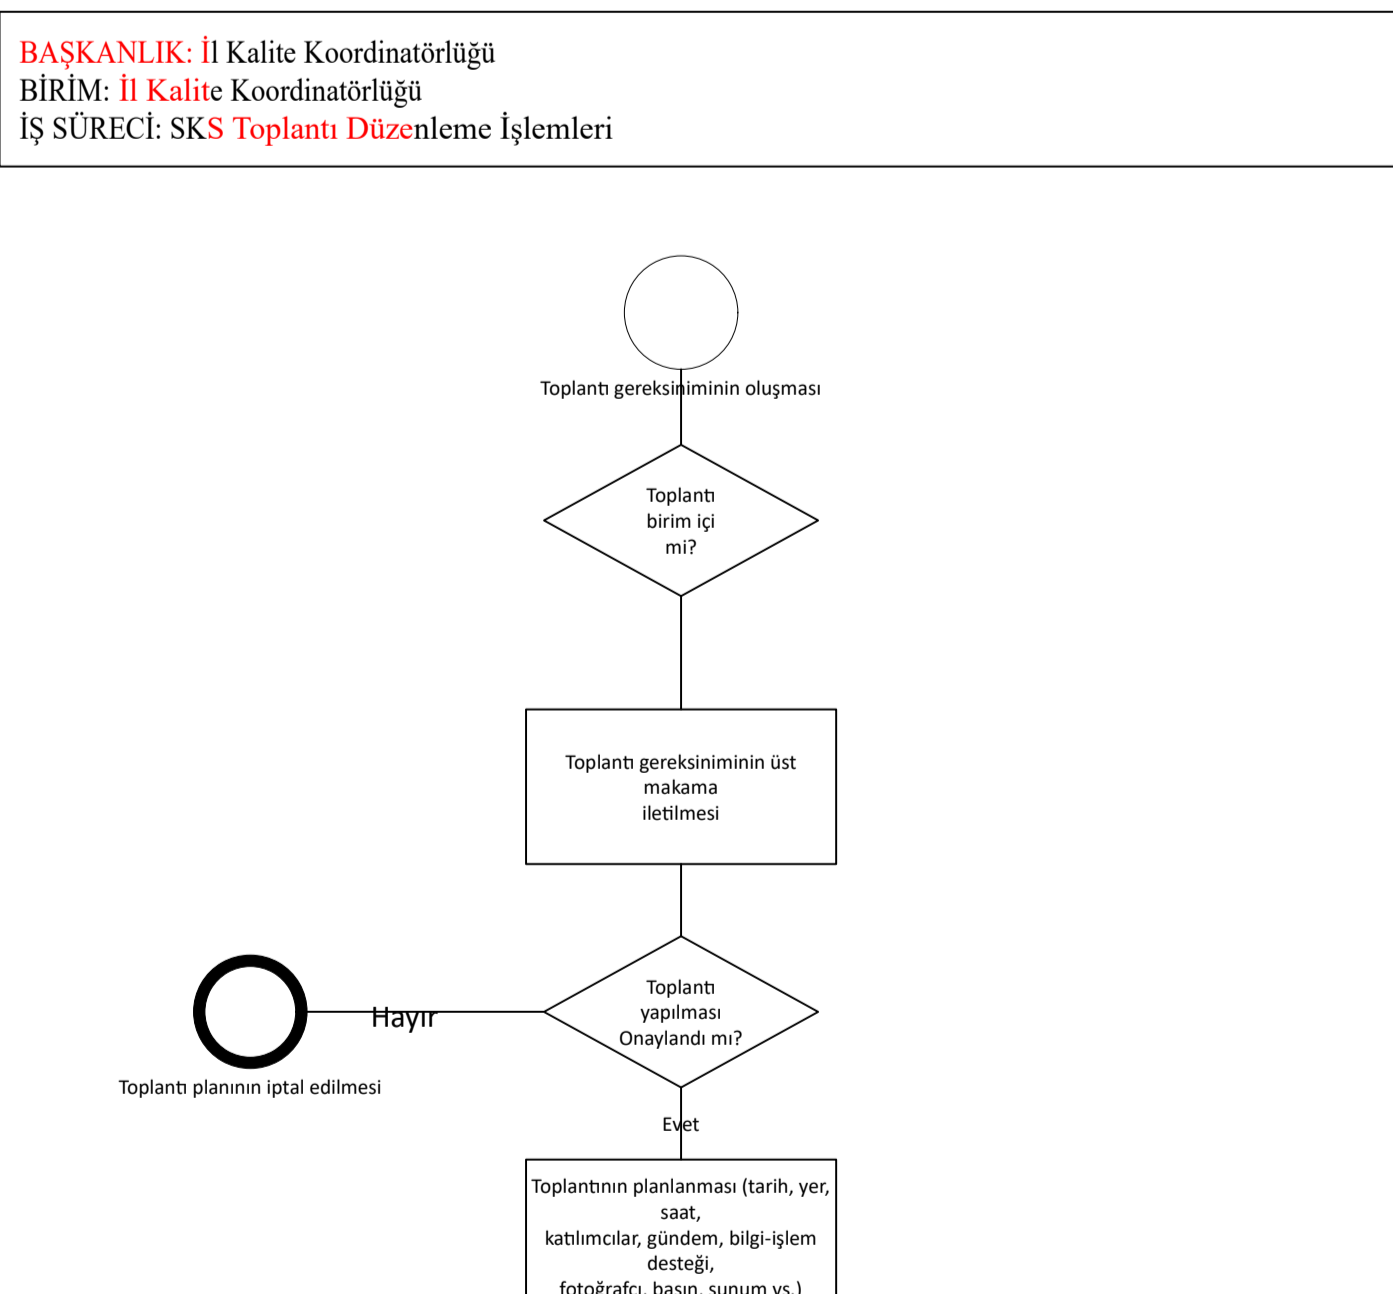 BAŞKANLIK: İl Kalite Koordinatörlüğü
BİRİM: İl Kalite Koordinatörlüğü
İŞ SÜRECİ: SKS Toplantı Düzenleme İşlemleri
Toplantı gereksiniminin oluşması
Toplantı
birim içi
mi?
Toplantı gereksiniminin üst
makama
iletilmesi
Toplantı
yapılması
Onaylandı mı?
Hayır
Toplantı planının iptal edilmesi
Evet
Toplantının planlanması (tarih, yer,
saat,
katılımcılar, gündem, bilgi-işlem
desteği,
fotoğrafçı, basın, sunum vs.)